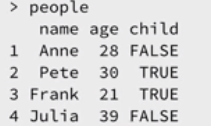 > people
name age child
1 Anne 28 FALSE
2 Pete 30 TRUE
3 Frank 21 TRUE
4 Julia 39 FALSE